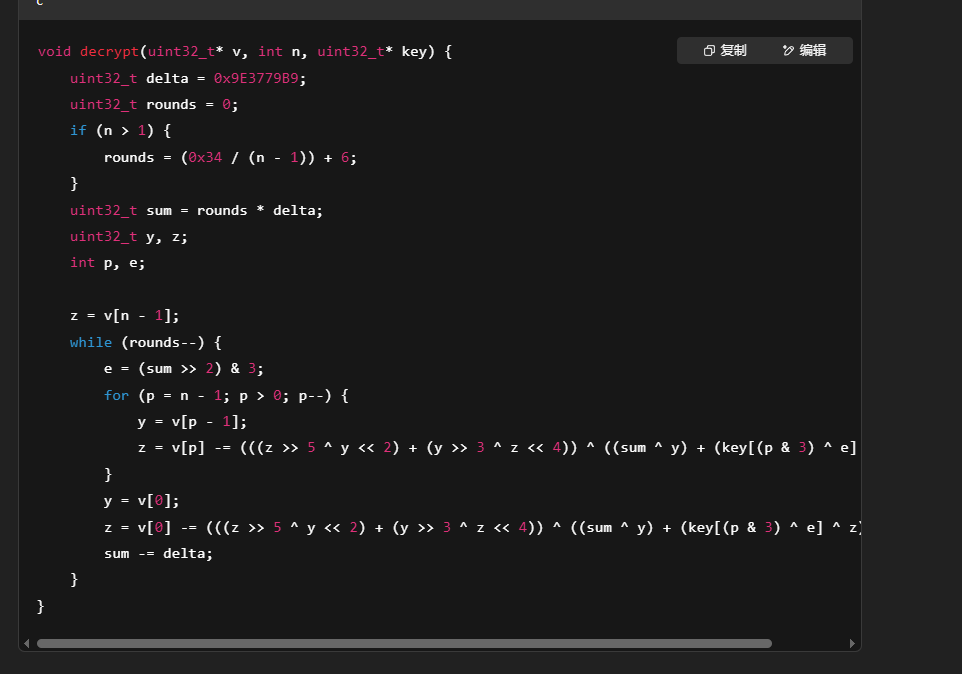 c
复制 编辑
void decrypt(uint32_t* v, int n, uint32_t* key) {
    uint32_t delta = 0x9E3779B9;
    uint32_t rounds = 0;
    if (n > 1) {
        rounds = (0x34 / (n - 1)) + 6;
    }
    uint32_t sum = rounds * delta;
    uint32_t y, z;
    int p, e;

    z = v[n - 1];
    while (rounds--) {
        e = (sum >> 2) & 3;
        for (p = n - 1; p > 0; p--) {
            y = v[p - 1];
            z = v[p] -= (((z >> 5 ^ y << 2) + (y >> 3 ^ z << 4)) ^ ((sum ^ y) + (key[(p & 3) ^ e]
        }
        y = v[0];
        z = v[0] -= (((z >> 5 ^ y << 2) + (y >> 3 ^ z << 4)) ^ ((sum ^ y) + (key[(p & 3) ^ e] ^ z)
        sum -= delta;
    }
}